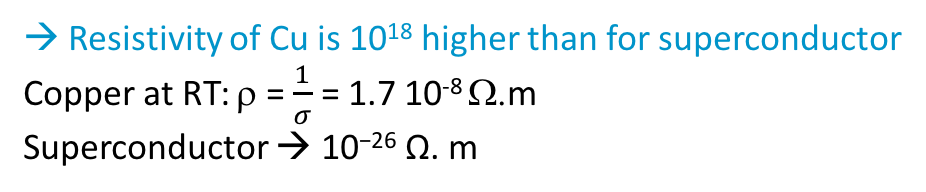 → Resistivity of Cu is 10¹⁸ higher than for superconductor
Copper at RT: ρ = 1/σ = 1.7 10⁻⁸ Ω.m
Superconductor → 10⁻²⁶ Ω. m